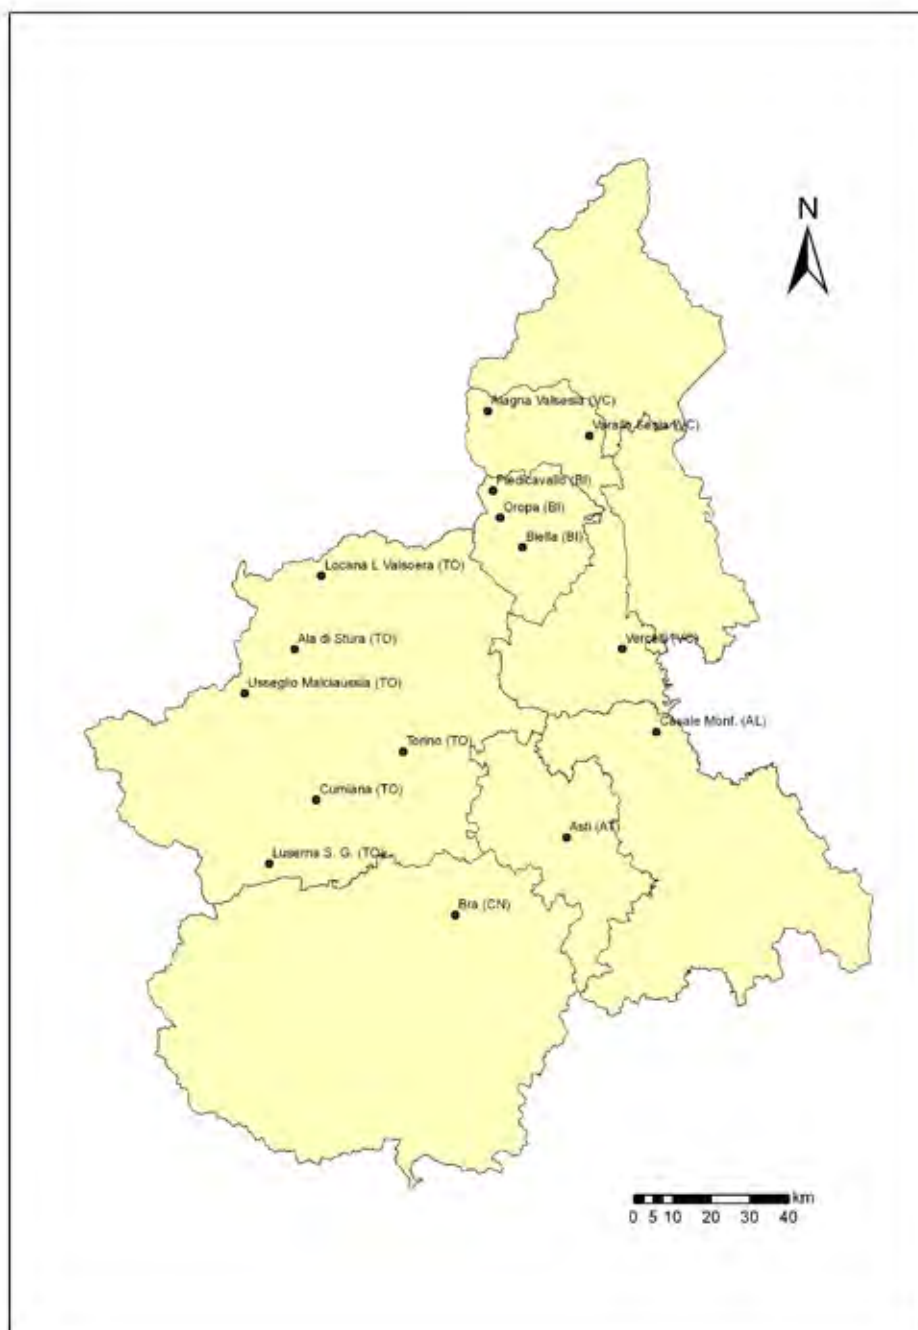 N
Alagna Valsesia (VC)
Varallo Sesia (VC)
Piedicavallo (BI)
Oropa (BI)
Biella (BI)
Locana L Valsoera (TO)
Ala di Stura (TO)
Vercelli (VC)
Usseglio Malciaussia (TO)
Casale Monf. (AL)
Torino (TO)
Cumiana (TO)
Asti (AT)
Luserna S. G. (TO)
Bra (CN)
km
0 5 10 20 30 40